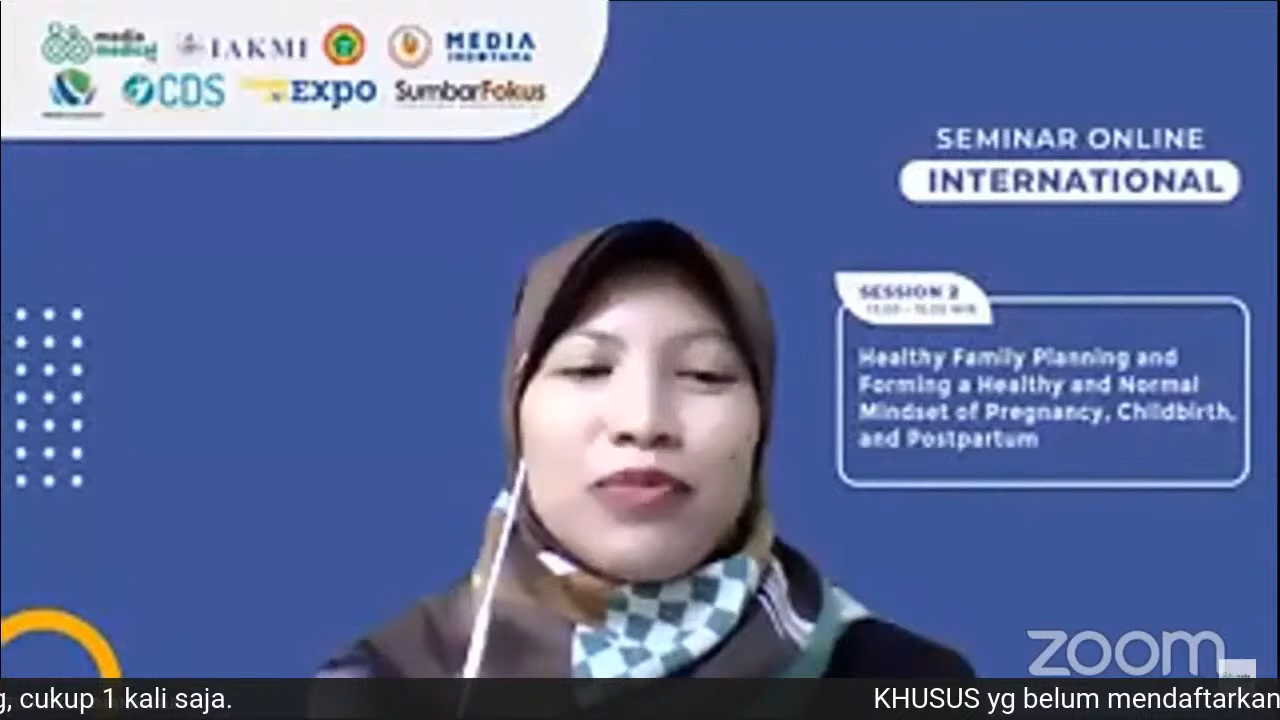 media
medical
IAKMI
MEDIA
INDOTAMA
CDS
EXPO
SumbarFokus
SEMINAR ONLINE
INTERNATIONAL
SESSION 2
Healthy Family Planning and
Forming a Healthy and Normal
Mindset of Pregnancy, Childbirth,
and Postpartum
zoom
g, cukup 1 kali saja.
KHUSUS yg belum mendaftarkan